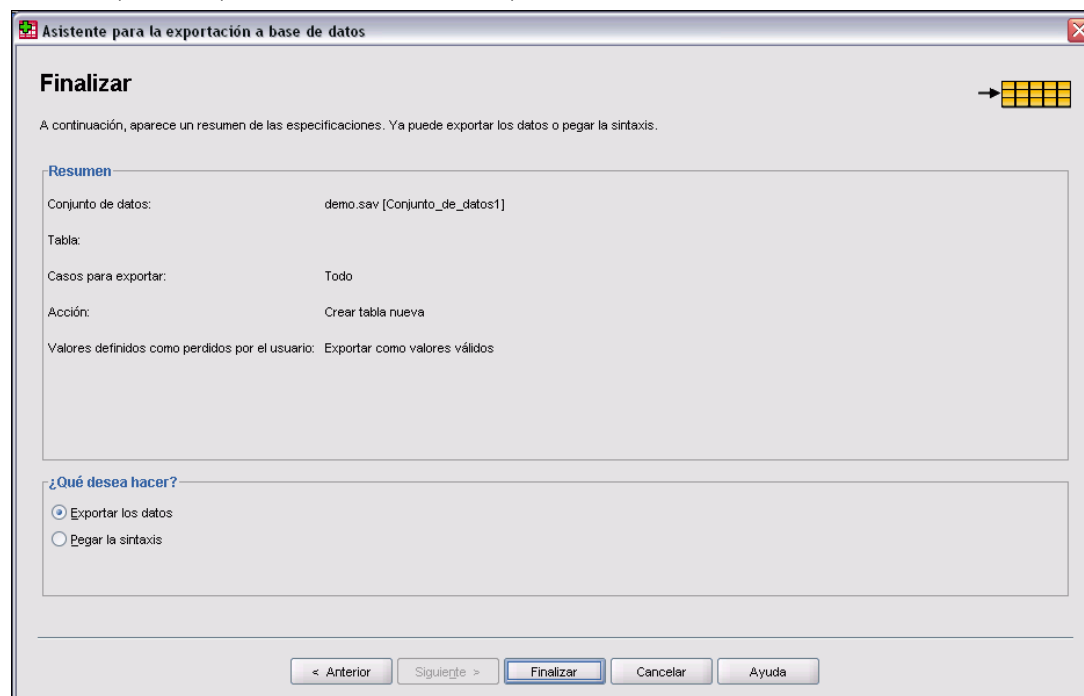 Asistente para la exportación a base de datos
Finalizar
A continuación, aparece un resumen de las especificaciones. Ya puede exportar los datos o pegar la sintaxis.
Resumen
Conjunto de datos: demo.sav [Conjunto_de_datos1]
Tabla:
Casos para exportar: Todo
Acción: Crear tabla nueva
Valores definidos como perdidos por el usuario: Exportar como valores válidos
¿Qué desea hacer?
Exportar los datos
Pegar la sintaxis
< Anterior Siguiente > Finalizar Cancelar Ayuda